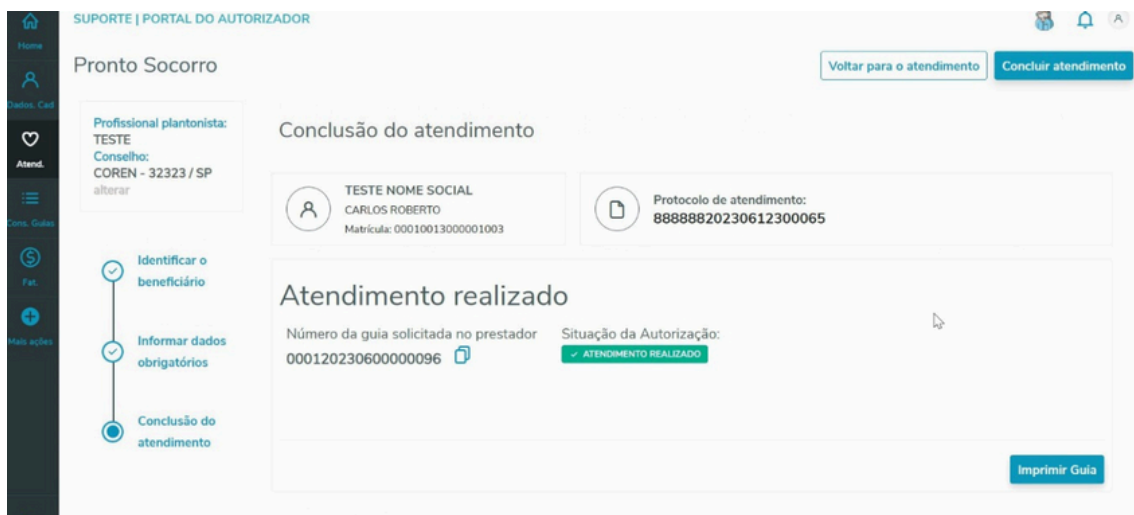 SUPORTE | PORTAL DO AUTORIZADOR
Home
Dados. Cad
Atend.
Cons. Guias
Fat.
Mais ações
Pronto Socorro
Voltar para o atendimento
Concluir atendimento
Profissional plantonista:
TESTE
Conselho:
COREN - 32323 / SP
alterar
Identificar o
beneficiário
Informar dados
obrigatórios
Conclusão do
atendimento
Conclusão do atendimento
TESTE NOME SOCIAL
CARLOS ROBERTO
Matrícula: 00010013000001003
Protocolo de atendimento:
88888820230612300065
Atendimento realizado
Número da guia solicitada no prestador
000120230600000096
Situação da Autorização:
ATENDIMENTO REALIZADO
Imprimir Guia